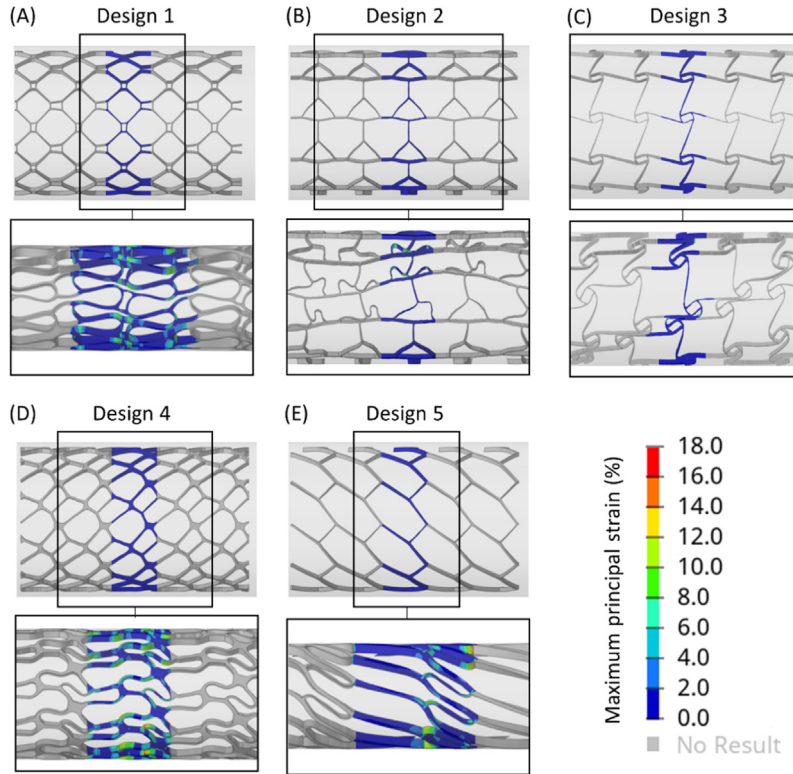 (A) Design 1
(B) Design 2
(C) Design 3
(D) Design 4
(E) Design 5
Maximum principal strain (%)
18.0
16.0
14.0
12.0
10.0
8.0
6.0
4.0
2.0
0.0
No Result